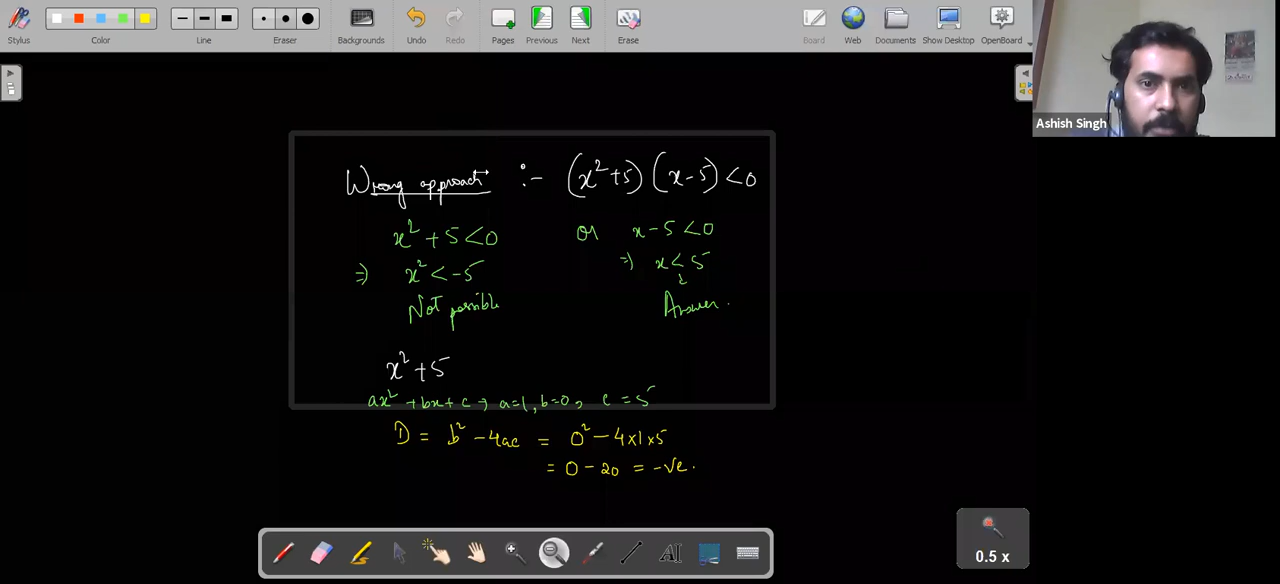 Stylus Color Line Eraser Backgrounds Undo Redo Pages Previous Next Erase Board Web Documents Show Desktop OpenBoard
Ashish Singh
Wrong approach :- (x² + 5) (x - 5) < 0
x² + 5 < 0 or x - 5 < 0
⇒ x² < -5 ⇒ x < 5
Not possible Answer.
x² + 5
ax² + bx + c → a=1, b=0, c = 5
D = b² - 4ac = 0² - 4×1×5
= 0 - 20 = -ve.
AI
0.5 x